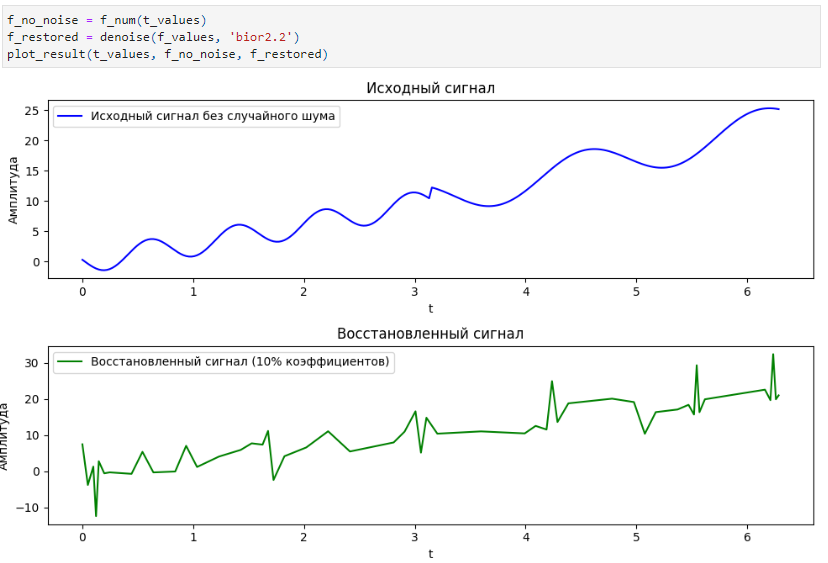 f_no_noise = f_num(t_values)
f_restored = denoise(f_values, 'bior2.2')
plot_result(t_values, f_no_noise, f_restored)
Исходный сигнал
Исходный сигнал без случайного шума
Амплитуда
25
20
15
10
5
0
0 1 2 3 4 5 6
t
Восстановленный сигнал
Восстановленный сигнал (10% коэффициентов)
Амплитуда
30
20
10
0
−10
0 1 2 3 4 5 6
t